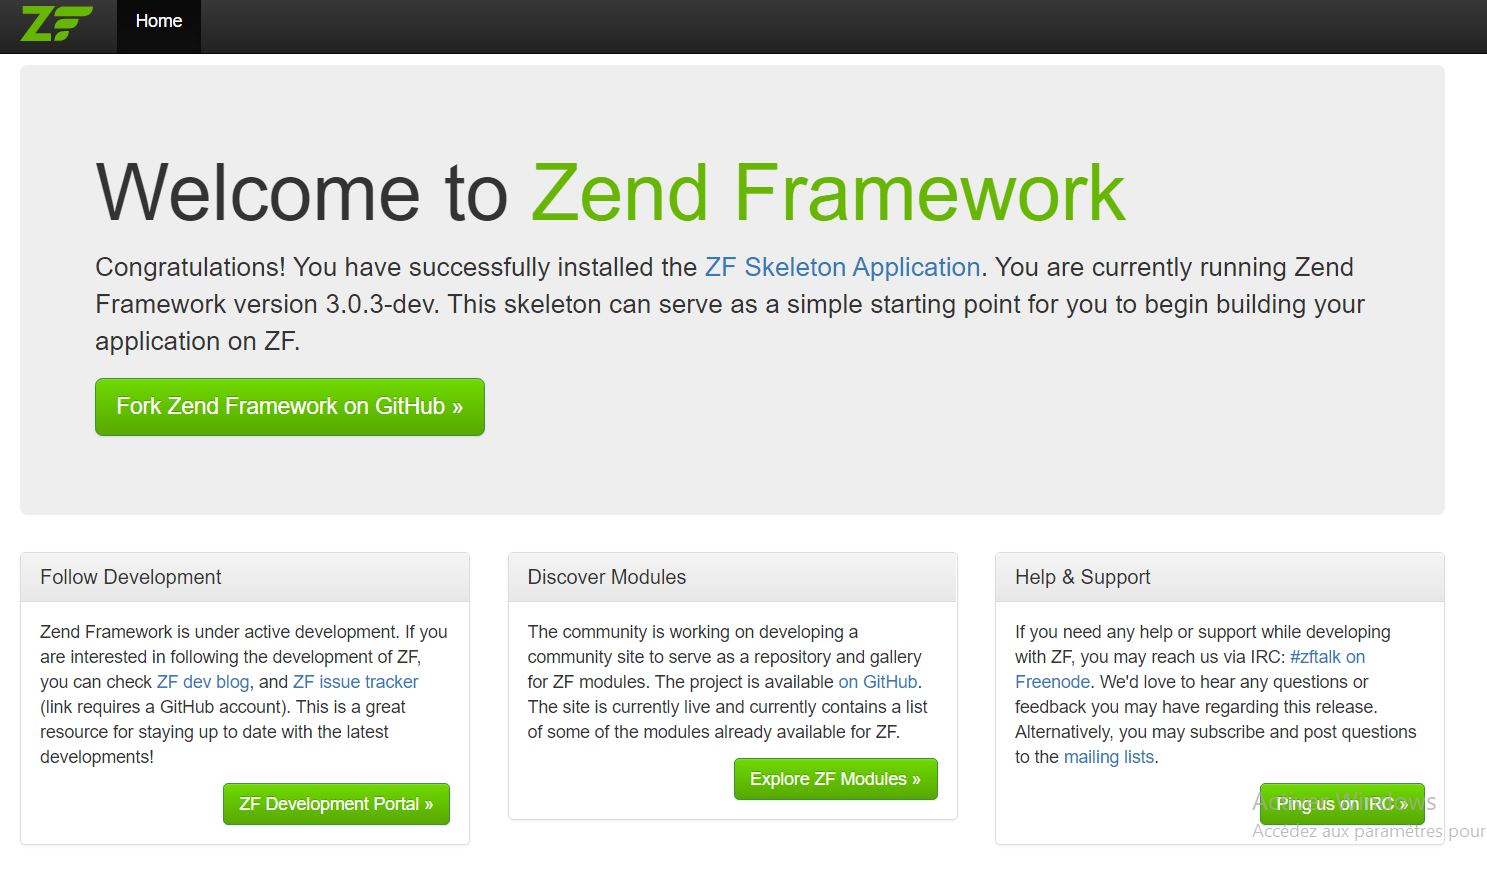 ZF
Home
Welcome to Zend Framework
Congratulations! You have successfully installed the ZF Skeleton Application. You are currently running Zend
Framework version 3.0.3-dev. This skeleton can serve as a simple starting point for you to begin building your
application on ZF.
Fork Zend Framework on GitHub »
Follow Development
Zend Framework is under active development. If you
are interested in following the development of ZF,
you can check ZF dev blog, and ZF issue tracker
(link requires a GitHub account). This is a great
resource for staying up to date with the latest
developments!
ZF Development Portal »
Discover Modules
The community is working on developing a
community site to serve as a repository and gallery
for ZF modules. The project is available on GitHub.
The site is currently live and currently contains a list
of some of the modules already available for ZF.
Explore ZF Modules »
Help & Support
If you need any help or support while developing
with ZF, you may reach us via IRC: #zftalk on
Freenode. We'd love to hear any questions or
feedback you may have regarding this release.
Alternatively, you may subscribe and post questions
to the mailing lists.
Ping us on IRC »
Activer Windows
Accédez aux paramètres pour